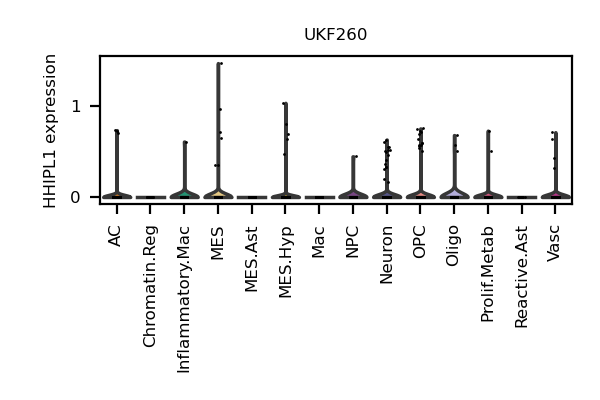 UKF260
HHIPL1 expression
1
0
AC
Chromatin.Reg
Inflammatory.Mac
MES
MES.Ast
MES.Hyp
Mac
NPC
Neuron
OPC
Oligo
Prolif.Metab
Reactive.Ast
Vasc